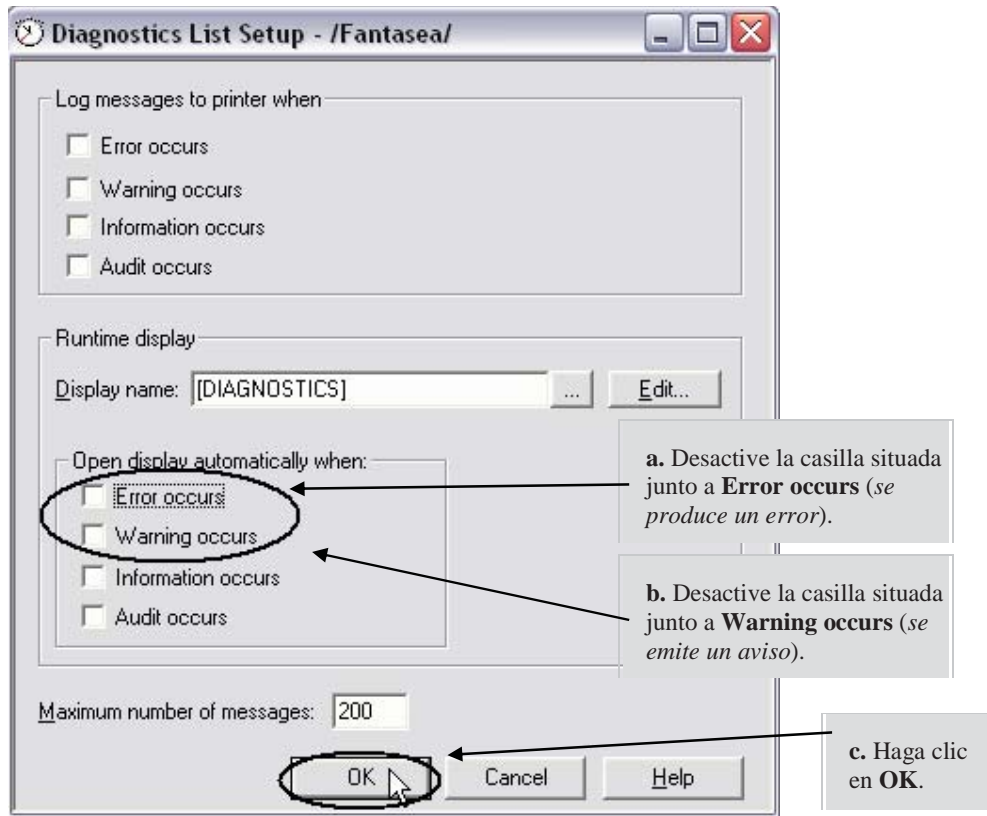 Diagnostics List Setup - /Fantasea/
Log messages to printer when
Error occurs
Warning occurs
Information occurs
Audit occurs
Runtime display
Display name: [DIAGNOSTICS] ... Edit...
Open display automatically when:
Error occurs
Warning occurs
Information occurs
Audit occurs
a. Desactive la casilla situada
junto a Error occurs (se
produce un error).
b. Desactive la casilla situada
junto a Warning occurs (se
emite un aviso).
Maximum number of messages: 200
OK Cancel Help
c. Haga clic
en OK.